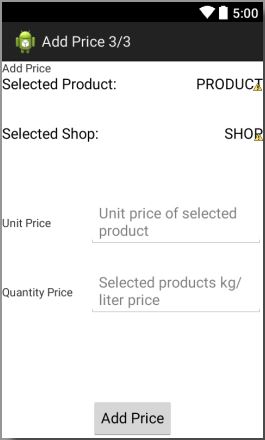 5:00
Add Price 3/3
Add Price
Selected Product: PRODUCT
Selected Shop: SHOP
Unit Price
Unit price of selected
product
Quantity Price
Selected products kg/
liter price
Add Price